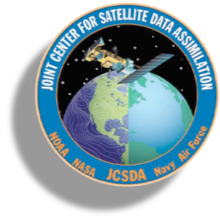 JOINT CENTER FOR SATELLITE DATA ASSIMILATION
NOAA NASA JCSDA Navy Air Force